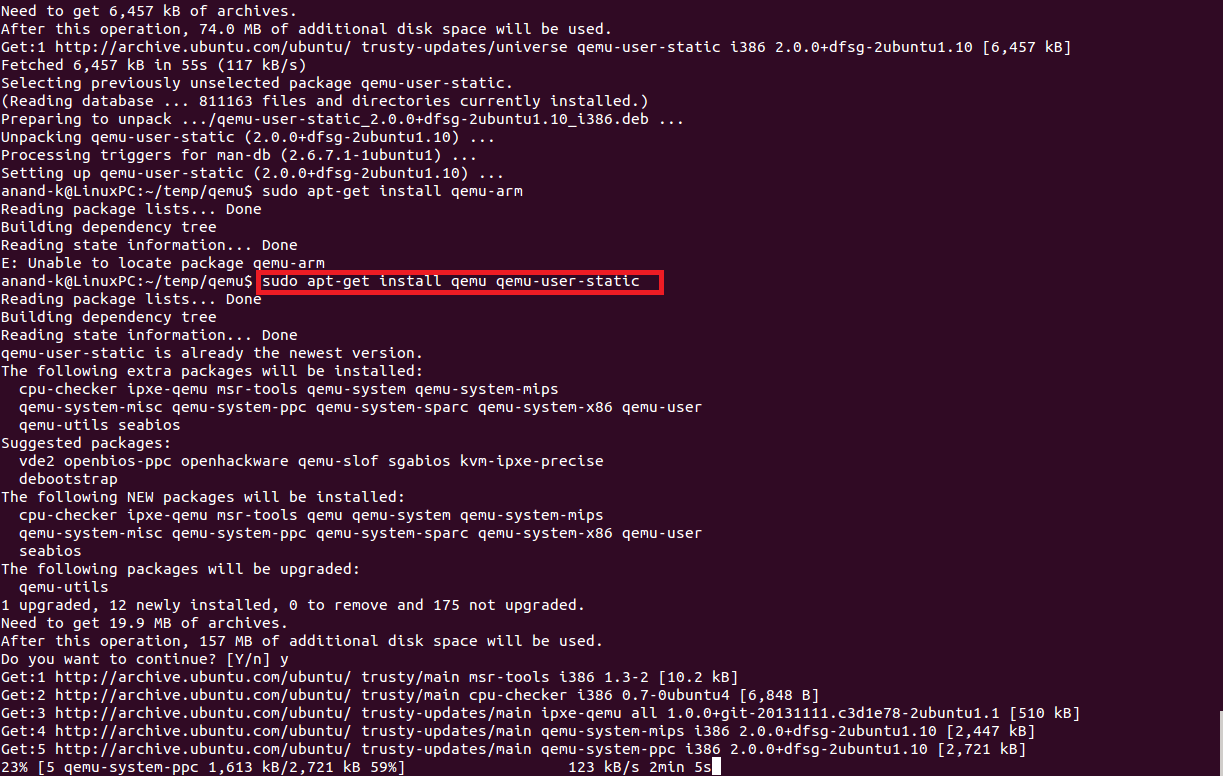 Need to get 6,457 kB of archives.
After this operation, 74.0 MB of additional disk space will be used.
Get:1 http://archive.ubuntu.com/ubuntu/ trusty-updates/universe qemu-user-static i386 2.0.0+dfsg-2ubuntu1.10 [6,457 kB]
Fetched 6,457 kB in 55s (117 kB/s)
Selecting previously unselected package qemu-user-static.
(Reading database ... 811163 files and directories currently installed.)
Preparing to unpack .../qemu-user-static_2.0.0+dfsg-2ubuntu1.10_i386.deb ...
Unpacking qemu-user-static (2.0.0+dfsg-2ubuntu1.10) ...
Processing triggers for man-db (2.6.7.1-1ubuntu1) ...
Setting up qemu-user-static (2.0.0+dfsg-2ubuntu1.10) ...
anand-k@LinuxPC:~/temp/qemu$ sudo apt-get install qemu-arm
Reading package lists... Done
Building dependency tree
Reading state information... Done
E: Unable to locate package qemu-arm
anand-k@LinuxPC:~/temp/qemu$ sudo apt-get install qemu qemu-user-static
Reading package lists... Done
Building dependency tree
Reading state information... Done
qemu-user-static is already the newest version.
The following extra packages will be installed:
  cpu-checker ipxe-qemu msr-tools qemu-system qemu-system-mips
  qemu-system-misc qemu-system-ppc qemu-system-sparc qemu-system-x86 qemu-user
  qemu-utils seabios
Suggested packages:
  vde2 openbios-ppc openhackware qemu-slof sgabios kvm-ipxe-precise
  debootstrap
The following NEW packages will be installed:
  cpu-checker ipxe-qemu msr-tools qemu qemu-system qemu-system-mips
  qemu-system-misc qemu-system-ppc qemu-system-sparc qemu-system-x86 qemu-user
  seabios
The following packages will be upgraded:
  qemu-utils
1 upgraded, 12 newly installed, 0 to remove and 175 not upgraded.
Need to get 19.9 MB of archives.
After this operation, 157 MB of additional disk space will be used.
Do you want to continue? [Y/n] y
Get:1 http://archive.ubuntu.com/ubuntu/ trusty/main msr-tools i386 1.3-2 [10.2 kB]
Get:2 http://archive.ubuntu.com/ubuntu/ trusty/main cpu-checker i386 0.7-0ubuntu4 [6,848 B]
Get:3 http://archive.ubuntu.com/ubuntu/ trusty-updates/main ipxe-qemu all 1.0.0+git-20131111.c3d1e78-2ubuntu1.1 [510 kB]
Get:4 http://archive.ubuntu.com/ubuntu/ trusty-updates/main qemu-system-mips i386 2.0.0+dfsg-2ubuntu1.10 [2,447 kB]
Get:5 http://archive.ubuntu.com/ubuntu/ trusty-updates/main qemu-system-ppc i386 2.0.0+dfsg-2ubuntu1.10 [2,721 kB]
23% [5 qemu-system-ppc 1,613 kB/2,721 kB 59%]                  123 kB/s 2min 5s